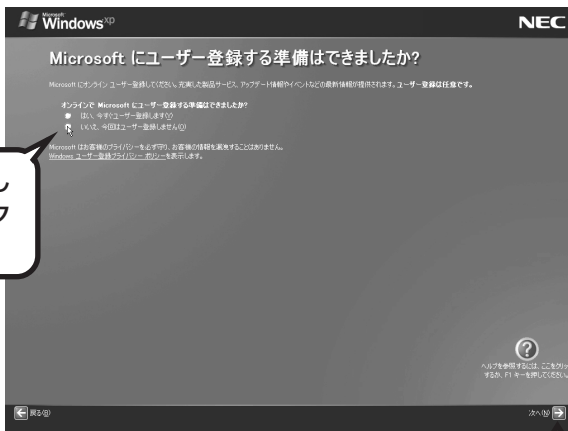 Microsoft
Windows xp
NEC
Microsoft にユーザー登録する準備はできましたか?
Microsoft にオンライン ユーザー登録してください。充実した製品サービス、アップデート情報やイベントなどの最新情報が提供されます。ユーザー登録は任意です。
オンラインで Microsoft にユーザー登録する準備はできましたか?
はい、今すぐユーザー登録します(Y)
いいえ、今回はユーザー登録しません(O)
Microsoft はお客様のプライバシーを必ず守り、お客様の情報を漏洩することはありません。
Windows ユーザー登録プライバシー ポリシーを表示します。
し
ク
ヘルプを参照するには、ここをクリッ
するか、F1 キーを押してください。
戻る(B)
次へ(N)